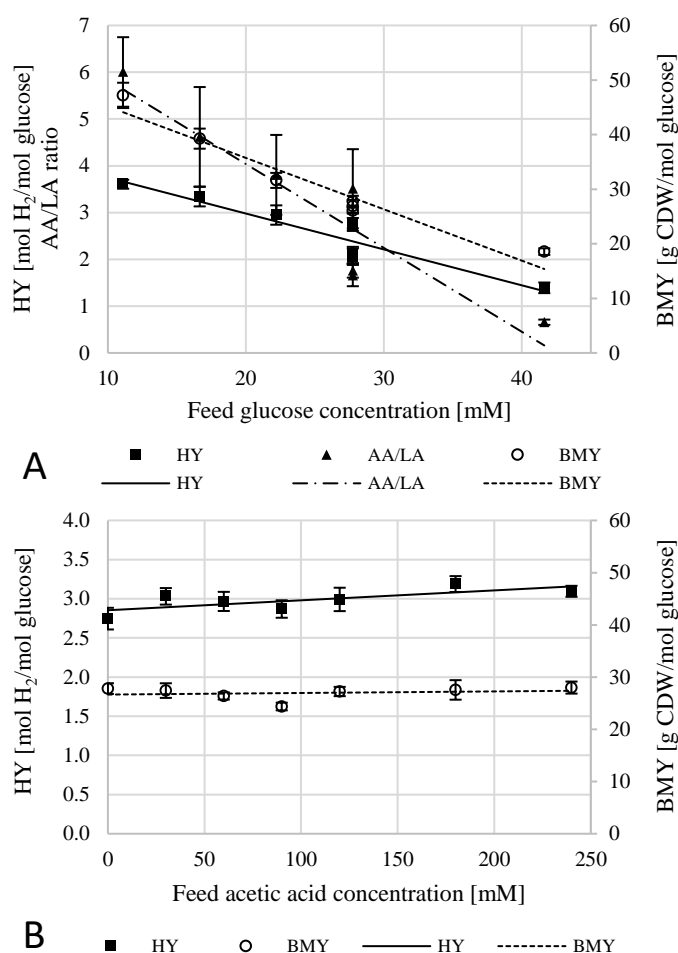 7
6
5
4
3
2
1
0
HY [mol H₂/mol glucose]
AA/LA ratio
60
50
40
30
20
10
0
BMY [g CDW/mol glucose]
10 20 30 40
Feed glucose concentration [mM]
A
HY AA/LA BMY
HY AA/LA BMY
4.0
3.5
3.0
2.5
2.0
1.5
1.0
0.5
0.0
HY [mol H₂/mol glucose]
60
50
40
30
20
10
0
BMY [g CDW/mol glucose]
0 50 100 150 200 250
Feed acetic acid concentration [mM]
B
HY BMY HY BMY